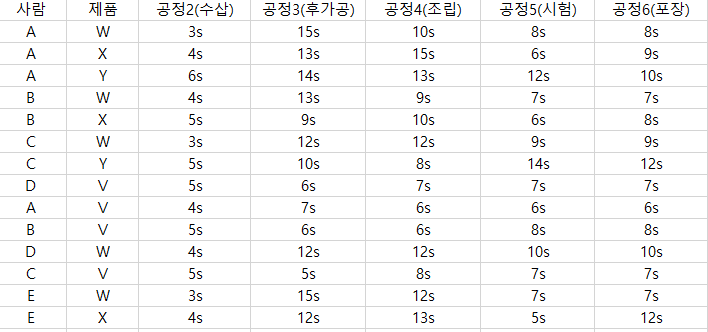 사람 제품 공정2(수삽) 공정3(후가공) 공정4(조립) 공정5(시험) 공정6(포장)
A W 3s 15s 10s 8s 8s
A X 4s 13s 15s 6s 9s
A Y 6s 14s 13s 12s 10s
B W 4s 13s 9s 7s 7s
B X 5s 9s 10s 6s 8s
C W 3s 12s 12s 9s 9s
C Y 5s 10s 8s 14s 12s
D V 5s 6s 7s 7s 7s
A V 4s 7s 6s 6s 6s
B V 5s 6s 6s 8s 8s
D W 4s 12s 12s 10s 10s
C V 5s 5s 8s 7s 7s
E W 3s 15s 12s 7s 7s
E X 4s 12s 13s 5s 12s